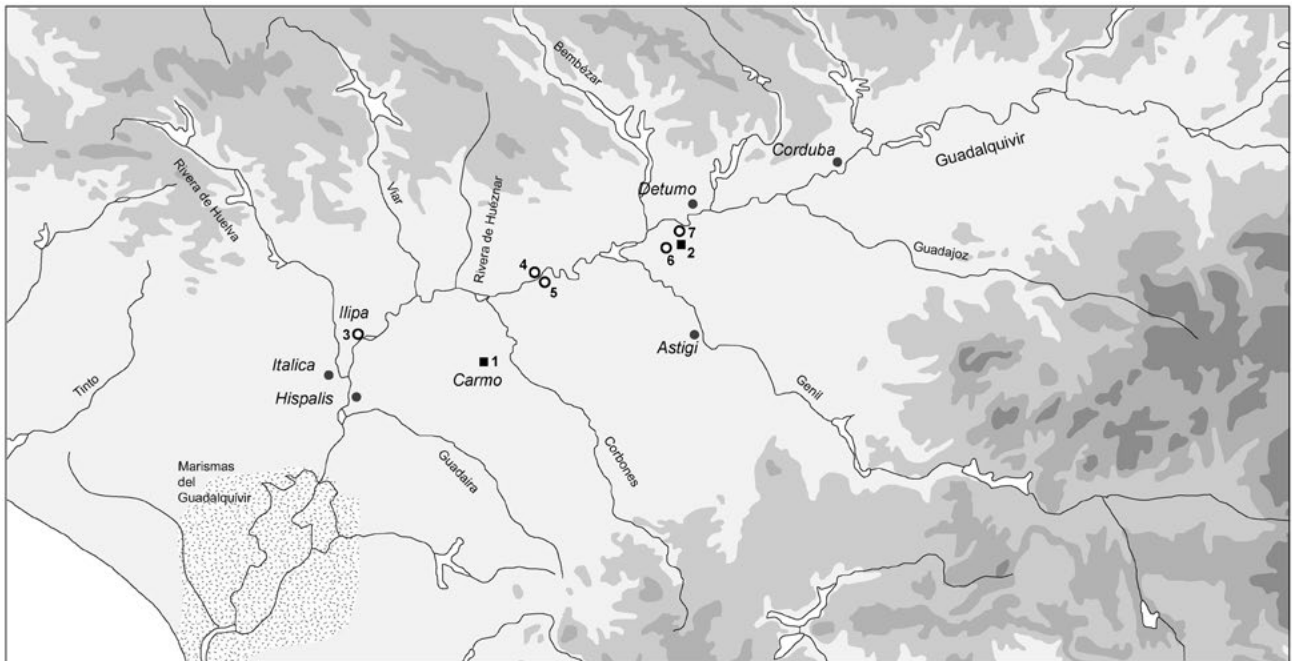 Bembézar
Corduba
Guadalquivir
Rivera de Huelva
Viar
Rivera de Huéznar
Detumo
7
2
6
Guadajoz
4
5
Ilipa
3
Astigi
1
Carmo
Italica
Hispalis
Tinto
Genil
Corbones
Guadaira
Marismas
del
Guadalquivir